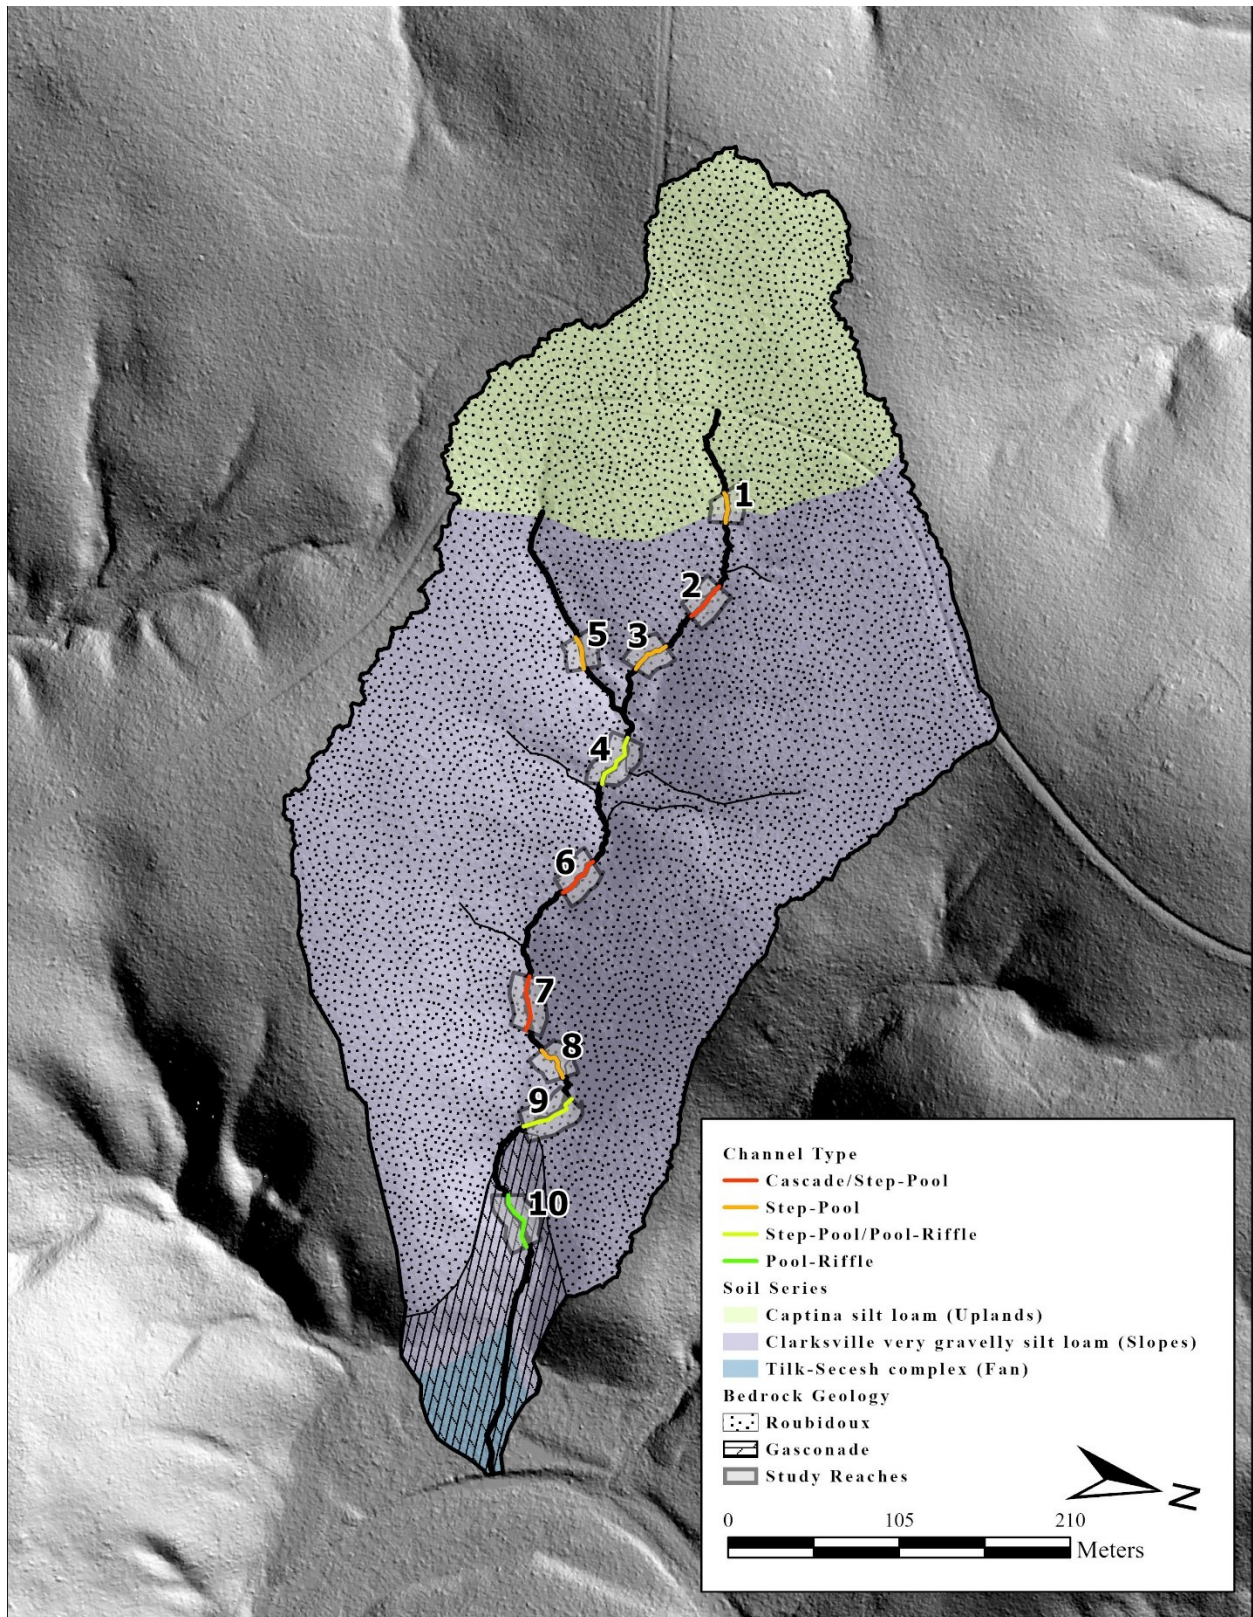 1
2
5
3
4
6
7
8
9
10
Channel Type
Cascade/Step-Pool
Step-Pool
Step-Pool/Pool-Riffle
Pool-Riffle
Soil Series
Captina silt loam (Uplands)
Clarksville very gravelly silt loam (Slopes)
Tilk-Secesh complex (Fan)
Bedrock Geology
Roubidoux
Gasconade
Study Reaches
N
0 105 210
Meters